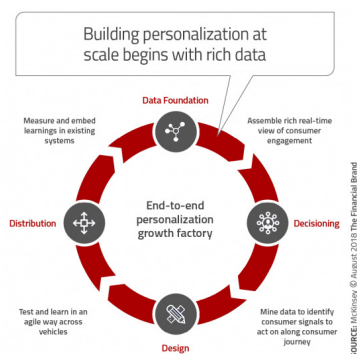 Building personalization at
scale begins with rich data
Data Foundation
Measure and embed
learnings in existing
systems
Assemble rich real-time
view of consumer
engagement
End-to-end
personalization
growth factory
Distribution
Decisioning
Test and learn in an
agile way across
vehicles
Mine data to identify
consumer signals to
act on along consumer
journey
Design
SOURCE: McKinsey © August 2018 The Financial Brand